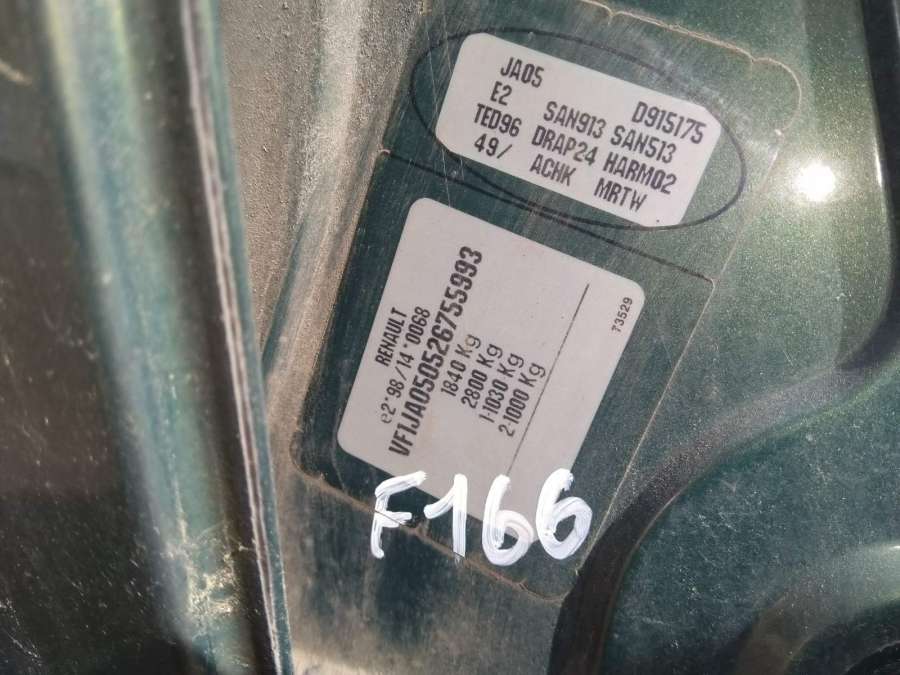 JA05 D915175
E2 SAN913 SAN513
TED96 DRAP24 HARM02
49/ ACHK MRTW
RENAULT
e2*98/14*0068
VF1JA050526755993
1840 Kg
2800 Kg
1-1030 Kg
2-1000 Kg
73529
F166